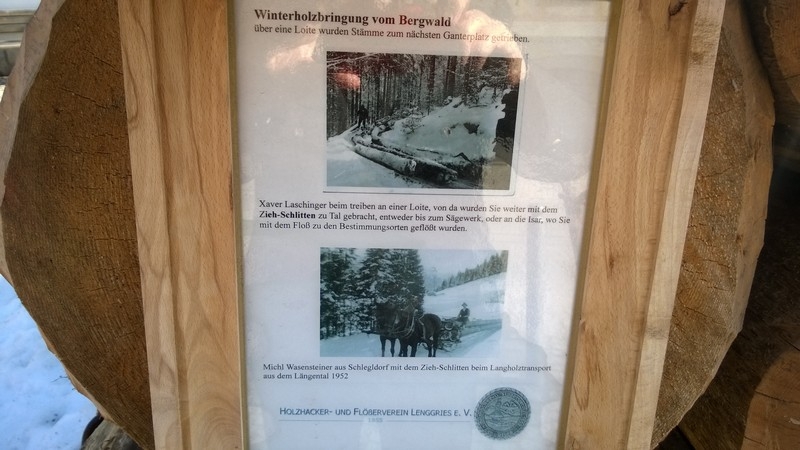 Winterholzbringung vom Bergwald
über eine Loite wurden Stämme zum nächsten Ganterplatz getrieben.
Xaver Laschinger beim treiben an einer Loite, von da wurden Sie weiter mit dem
Zieh-Schlitten zu Tal gebracht, entweder bis zum Sägewerk, oder an die Isar, wo Sie
mit dem Floß zu den Bestimmungsorten geflößt wurden.
Michl Wasensteiner aus Schlegldorf mit dem Zieh-Schlitten beim Langholztransport
aus dem Längental 1952
HOLZHACKER- UND FLÖßERVEREIN LENGGRIES E. V.